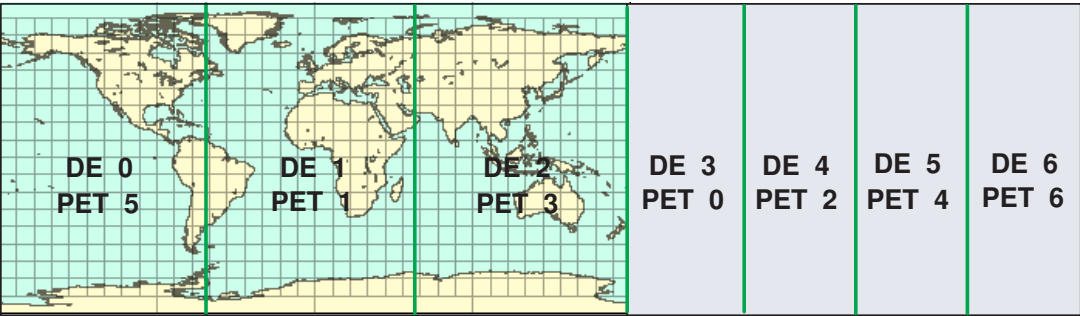 DE 0
PET 5
DE 1
PET 1
DE 2
PET 3
DE 3
PET 0
DE 4
PET 2
DE 5
PET 4
DE 6
PET 6